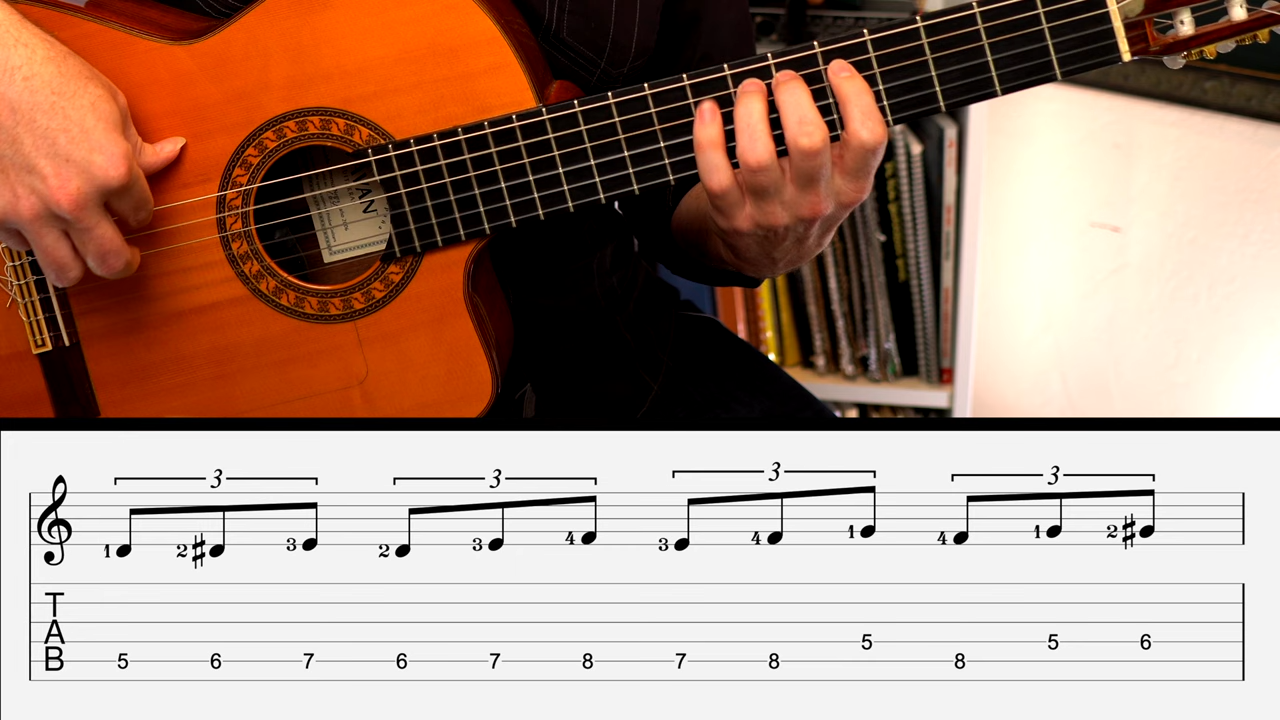 VAN
3 3 3 3
1 2 3 2 3 4 3 4 1 4 1 2
T
A
B
5 5 6
5 6 7 6 7 8 7 8 8